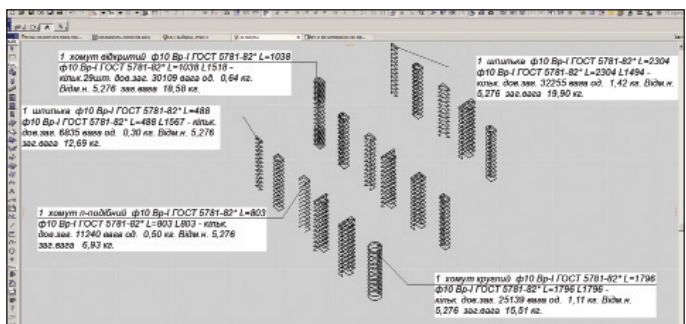 1 хомут відкритий ф10 Вр-І ГОСТ 5781-82* L=1038
ф10 Вр-І ГОСТ 5781-82* L=1038 L1518 -
кільк.29шт. дов.заг. 30109 вага од. 0,64 кг.
Відм.н. 5,276 заг.вага 18,58 кг.
1 шпилька ф10 Вр-І ГОСТ 5781-82* L=2304
ф10 Вр-І ГОСТ 5781-82* L=2304 L1494 -
кільк. дов.заг. 32255 вага од. 1,42 кг. Відм.н.
5,276 заг.вага 19,90 кг.
1 шпилька ф10 Вр-І ГОСТ 5781-82* L=488
ф10 Вр-І ГОСТ 5781-82* L=488 L1567 - кільк.
дов.заг. 6835 вага од. 0,30 кг. Відм.н. 5,276
заг.вага 12,69 кг.
1 хомут п-подібний ф10 Вр-І ГОСТ 5781-82* L=803
ф10 Вр-І ГОСТ 5781-82* L=803 L803 - кільк.
дов.заг. 11240 вага од. 0,50 кг. Відм.н. 5,276
заг.вага 6,93 кг.
1 хомут круглий ф10 Вр-І ГОСТ 5781-82* L=1796
ф10 Вр-І ГОСТ 5781-82* L=1796 L1796 -
кільк. дов.заг. 25139 вага од. 1,11 кг. Відм.н.
5,276 заг.вага 15,51 кг.